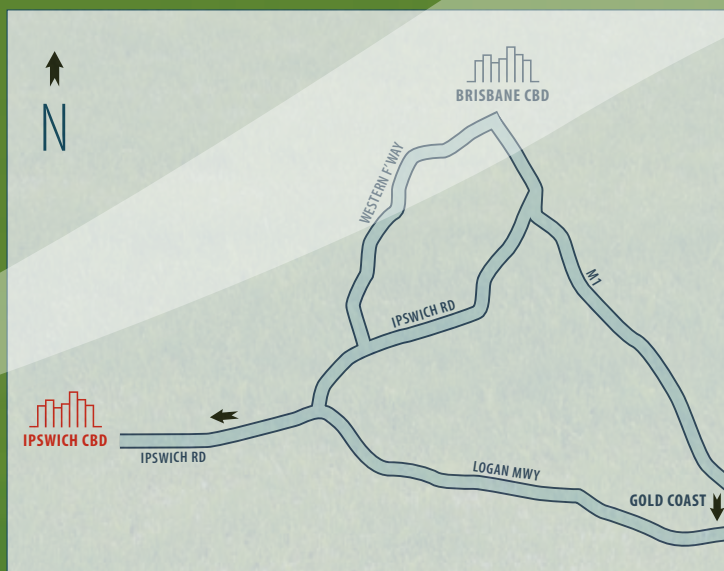 N
BRISBANE CBD
WESTERN F'WAY
M1
IPSWICH RD
IPSWICH CBD
IPSWICH RD
LOGAN MWY
GOLD COAST